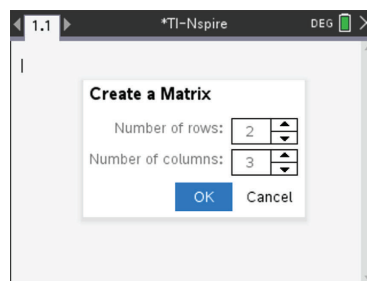 1.1 *TI-Nspire DEG
Create a Matrix
Number of rows: 2
Number of columns: 3
OK Cancel